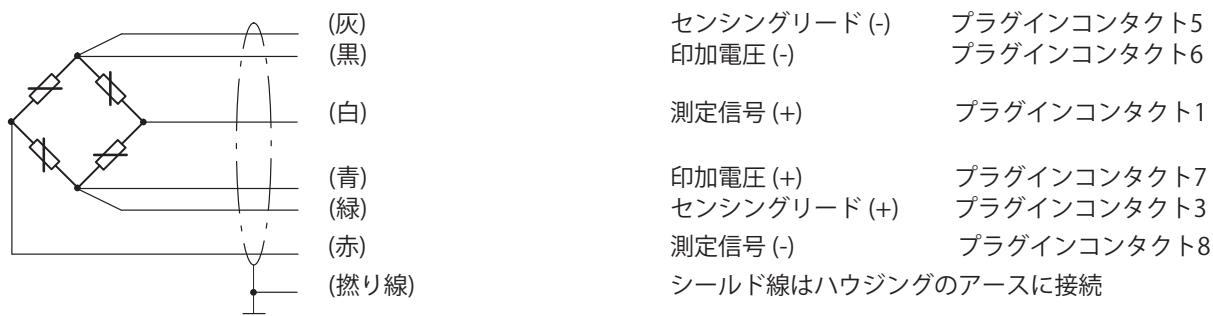 (灰) センシングリード (-) プラグインコンタクト5
(黒) 印加電圧 (-) プラグインコンタクト6
(白) 測定信号 (+) プラグインコンタクト1
(青) 印加電圧 (+) プラグインコンタクト7
(緑) センシングリード (+) プラグインコンタクト3
(赤) 測定信号 (-) プラグインコンタクト8
(撚り線) シールド線はハウジングのアースに接続